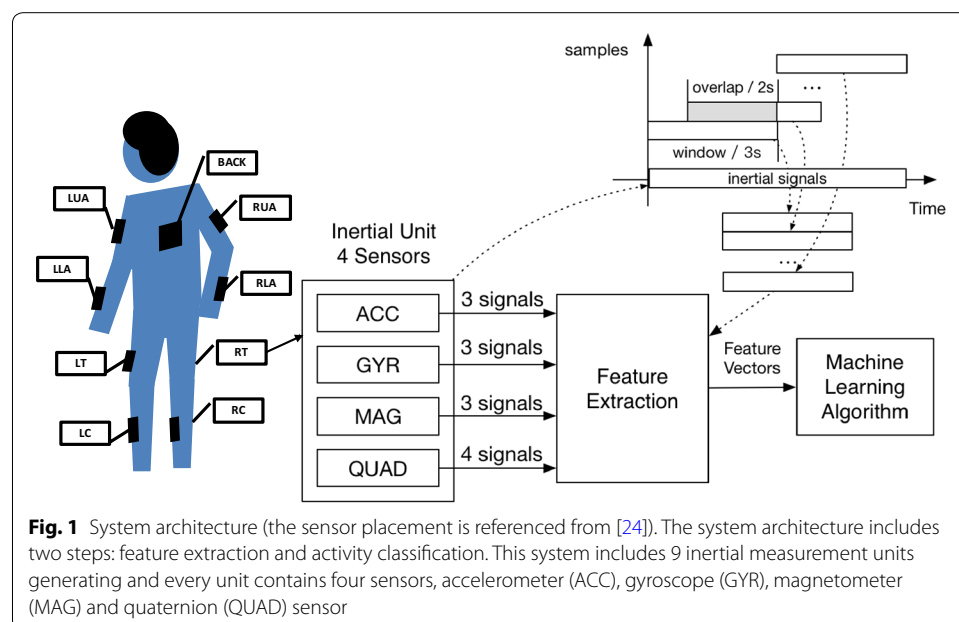 samples
overlap / 2s
...
window / 3s
inertial signals
Time
...
BACK
LUA
RUA
LLA
RLA
LT
RT
LC
RC
Inertial Unit
4 Sensors
ACC
GYR
MAG
QUAD
3 signals
3 signals
3 signals
4 signals
Feature
Extraction
Feature
Vectors
Machine
Learning
Algorithm
Fig. 1 System architecture (the sensor placement is referenced from [24]). The system architecture includes
two steps: feature extraction and activity classification. This system includes 9 inertial measurement units
generating and every unit contains four sensors, accelerometer (ACC), gyroscope (GYR), magnetometer
(MAG) and quaternion (QUAD) sensor